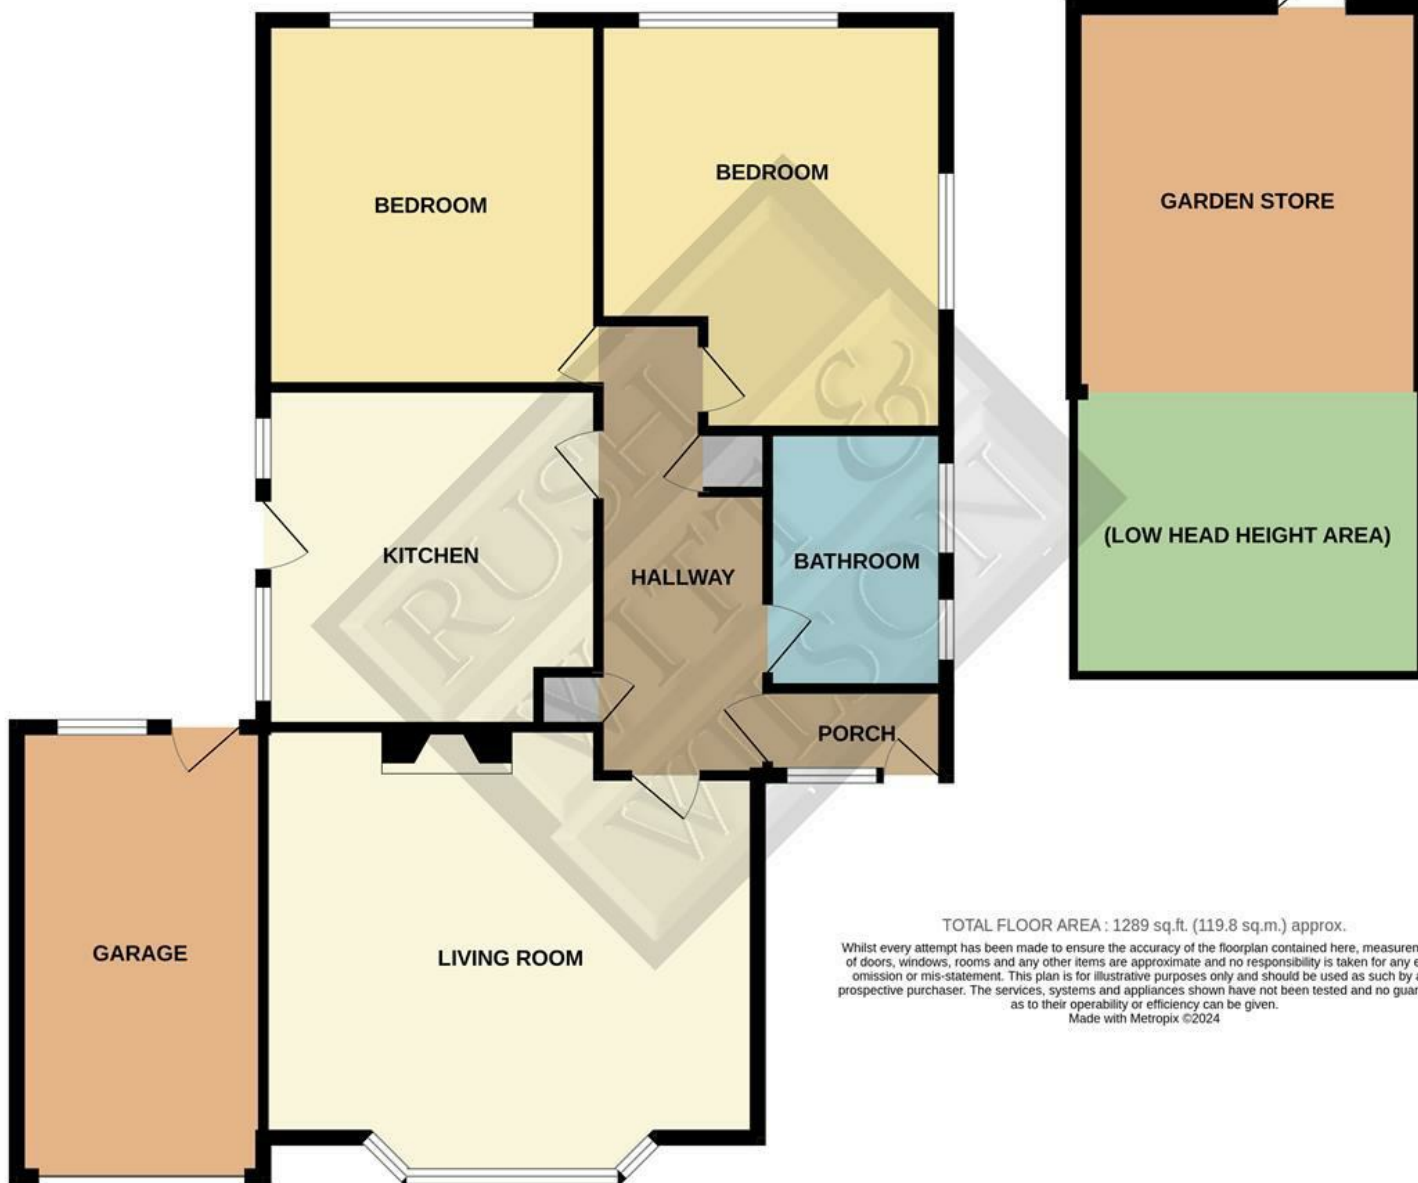 BEDROOM
BEDROOM
GARDEN STORE
(LOW HEAD HEIGHT AREA)
KITCHEN
HALLWAY
BATHROOM
PORCH
GARAGE
LIVING ROOM
RUSH
WITT &
WILSON
TOTAL FLOOR AREA : 1289 sq.ft. (119.8 sq.m.) approx.
Whilst every attempt has been made to ensure the accuracy of the floorplan contained here,
of doors, windows, rooms and any other items are approximate and no responsibility is taken for any
omission or mis-statement. This plan is for illustrative purposes only and should be used as such by
prospective purchaser. The services, systems and appliances shown have not been tested and no
as to their operability or efficiency can be given.
Made with Metropix ©2024